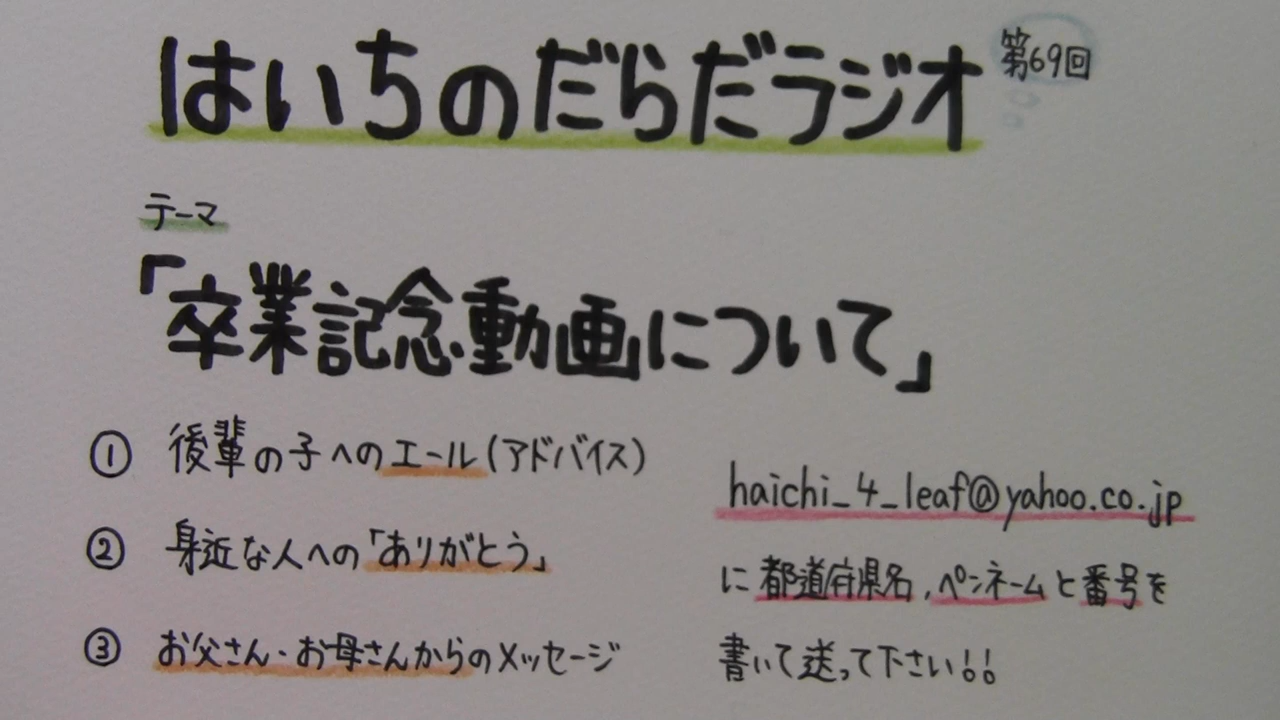 はいちのだらだラジオ 第69回
テーマ
「卒業記念動画について」
① 後輩の子へのエール(アドバイス)
② 身近な人への「ありがとう」
③ お父さん・お母さんからのメッセージ
haichi_4_leaf@yahoo.co.jp
に都道府県名,ペンネームと番号を
書いて送って下さい!!